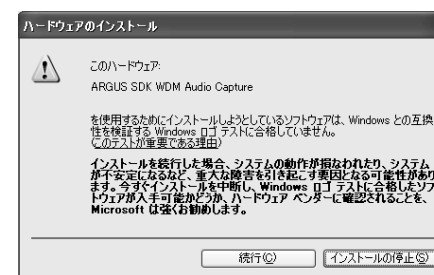 ハードウェアのインストール
このハードウェア:
ARGUS SDK WDM Audio Capture
を使用するためにインストールしようとしているソフトウェアは、Windows との互換
性を検証する Windows ロゴ テストに合格していません。
(このテストが重要である理由)
インストールを続行した場合、システムの動作が損なわれたり、システム
が不安定になるなど、重大な障害を引き起こす要因となる可能性があり
ます。今すぐインストールを中断し、Windows ロゴ テストに合格したソフ
トウェアが入手可能かどうか、ハードウェア ベンダーに確認されることを、
Microsoft は強くお勧めします。
続行(C) インストールの停止(S)